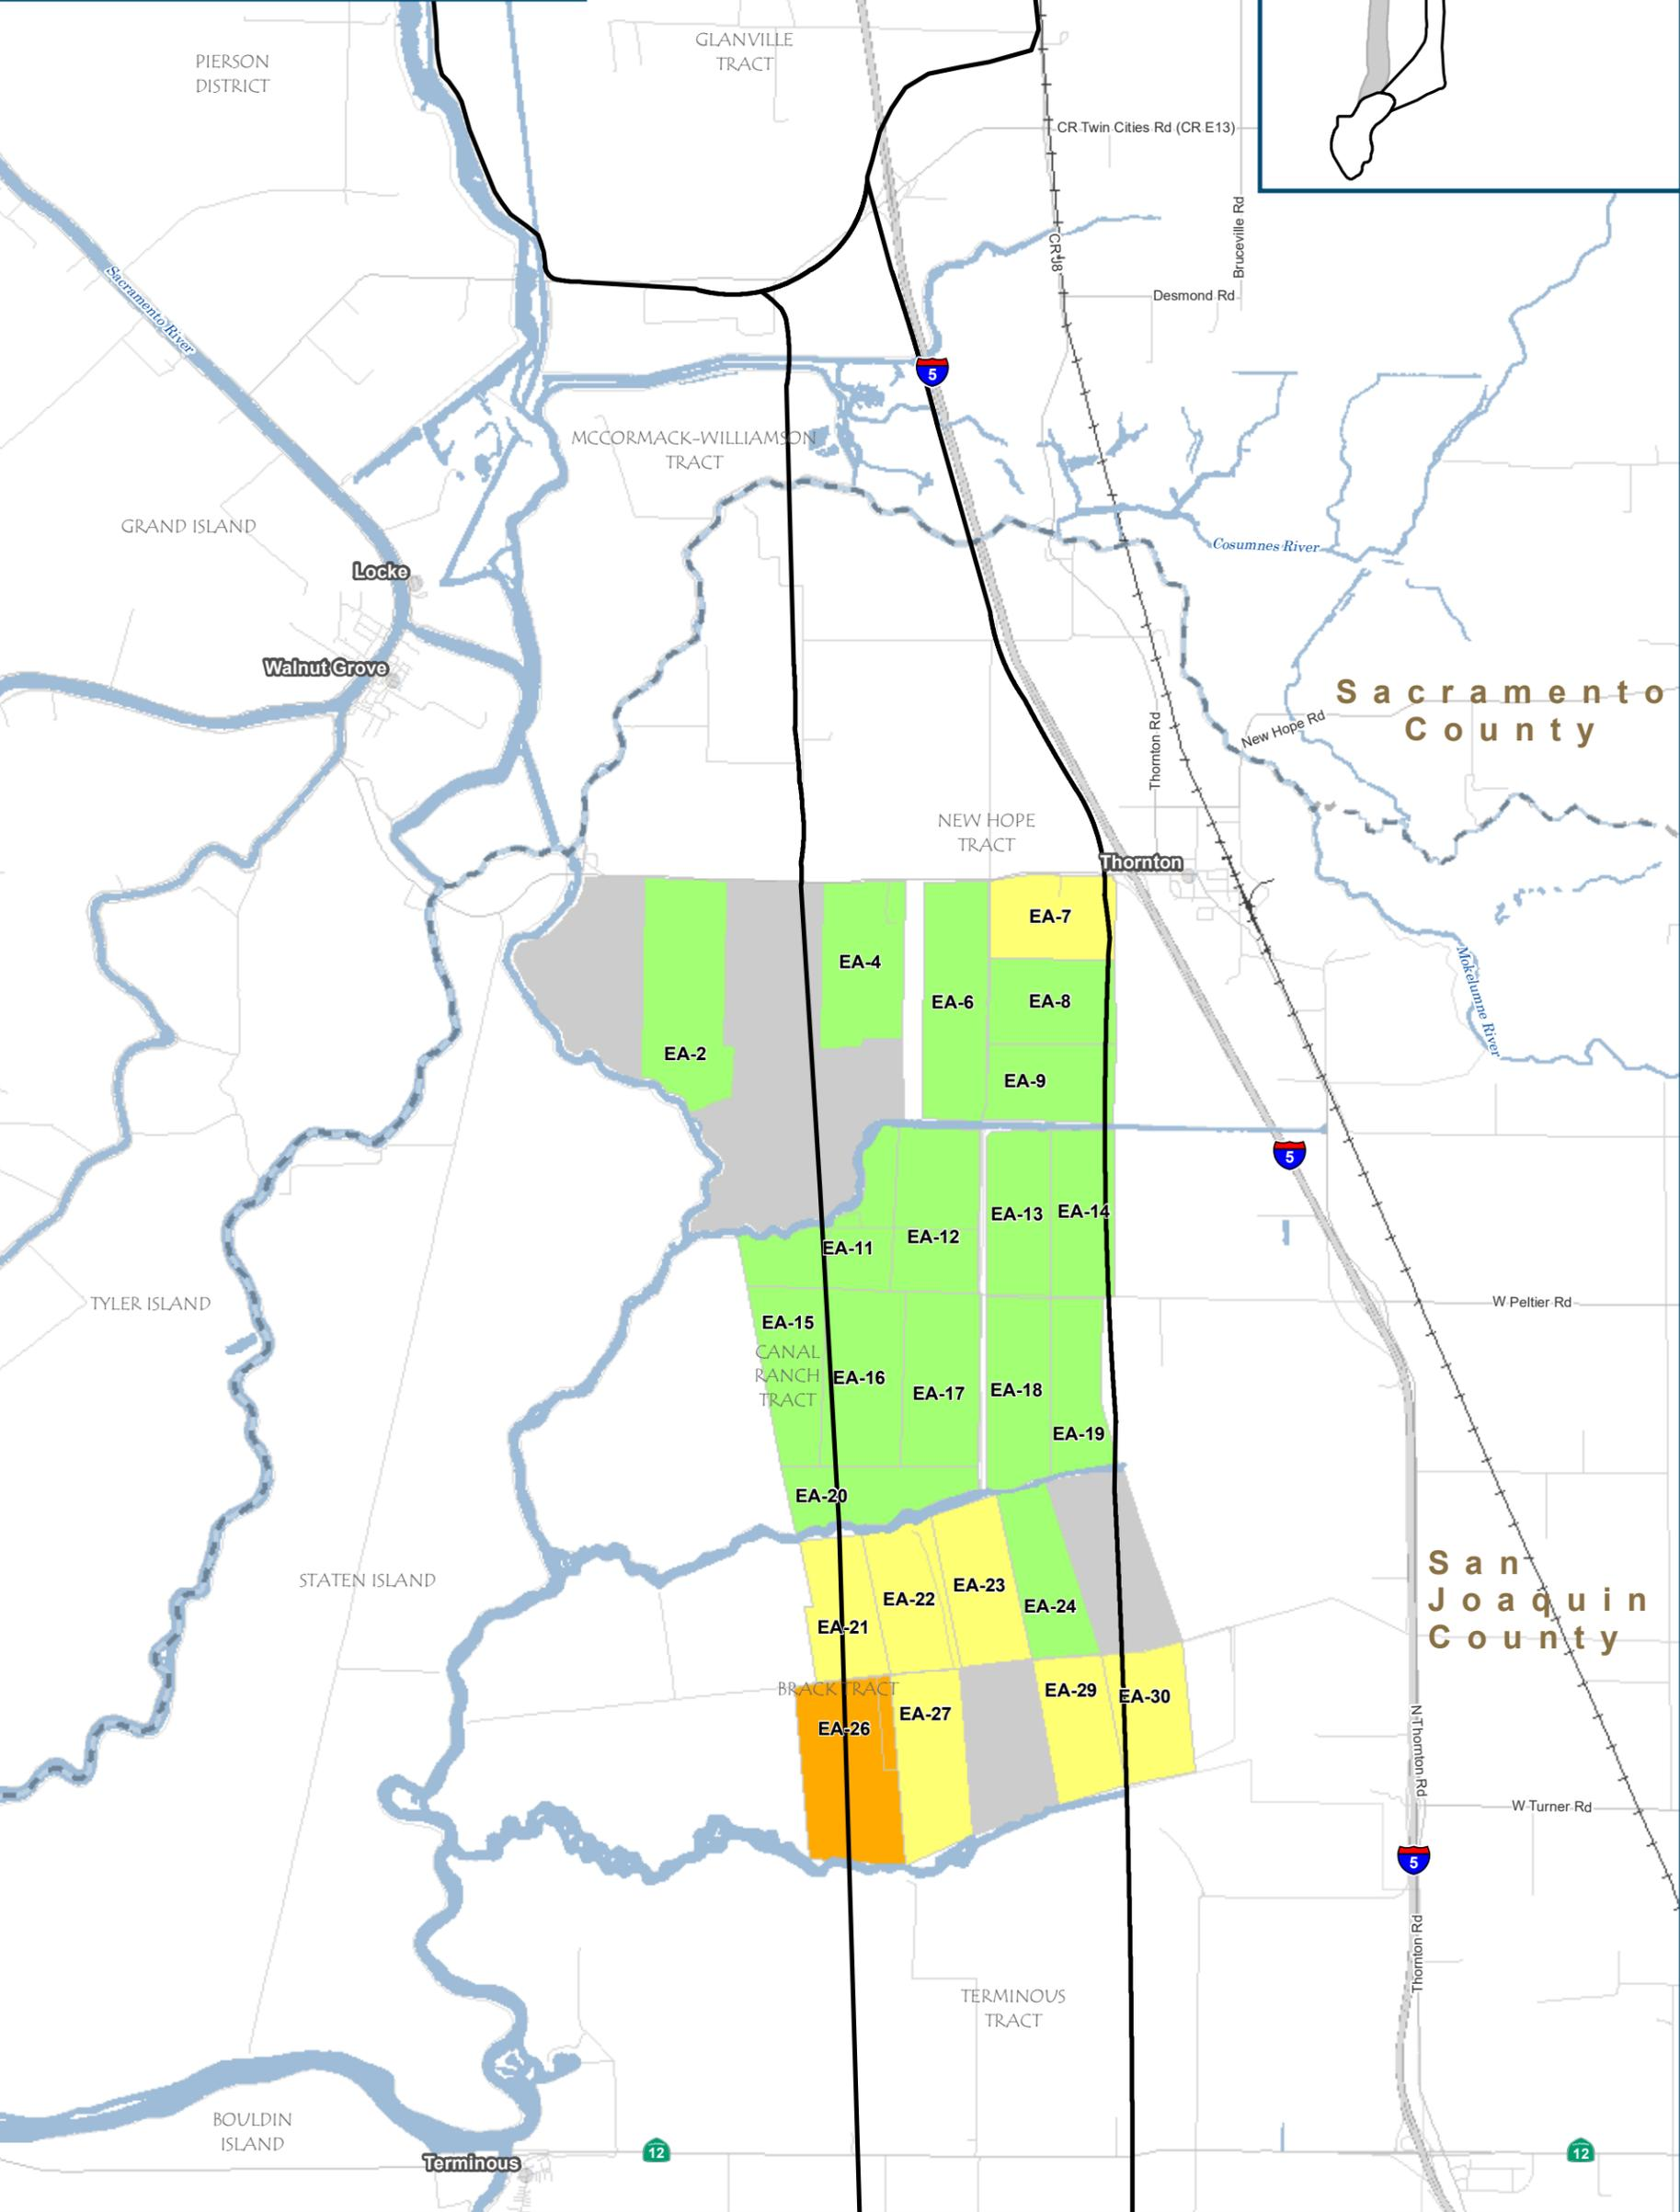 GLANVILLE
TRACT
PIERSON
DISTRICT
CR Twin Cities Rd (CR E13)
Bruceville Rd
CR J8
Sacramento River
Desmond Rd
5
MCCORMACK-WILLIAMSON
TRACT
GRAND ISLAND
Cosumnes River
Locke
Walnut Grove
Sacramento
County
New Hope Rd
Thornton Rd
NEW HOPE
TRACT
Thornton
EA-7
EA-4
EA-6
EA-8
Mokelumne River
EA-2
EA-9
5
EA-13
EA-14
EA-12
EA-11
TYLER ISLAND
W Peltier Rd
EA-15
CANAL
RANCH
TRACT
EA-16
EA-17
EA-18
EA-19
EA-20
STATEN ISLAND
San
Joaquin
County
EA-23
EA-22
EA-24
EA-21
BRACK TRACT
EA-29
EA-30
EA-27
EA-26
N Thornton Rd
W Turner Rd
5
Thornton Rd
TERMINOUS
TRACT
BOULDIN
ISLAND
12
12
Terminous